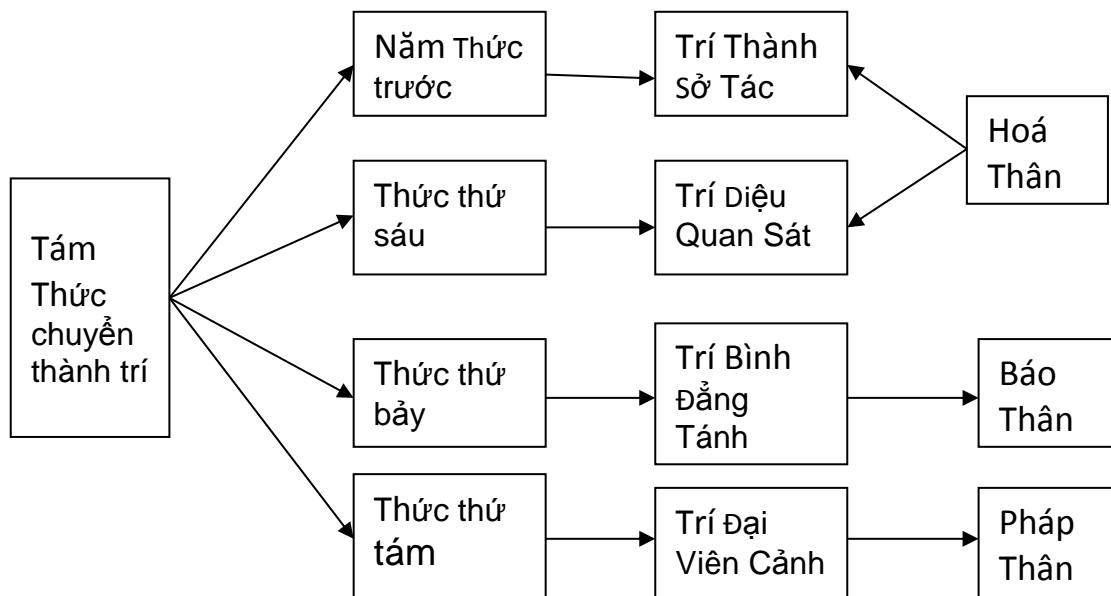 Năm Thức
trước
Trí Thành
Sở Tác
Hoá
Thân
Thức thứ
sáu
Trí Diệu
Quan Sát
Tám
Thức
chuyển
thành trí
Thức thứ
bảy
Trí Bình
Đẳng
Tánh
Báo
Thân
Thức thứ
tám
Trí Đại
Viên Cảnh
Pháp
Thân